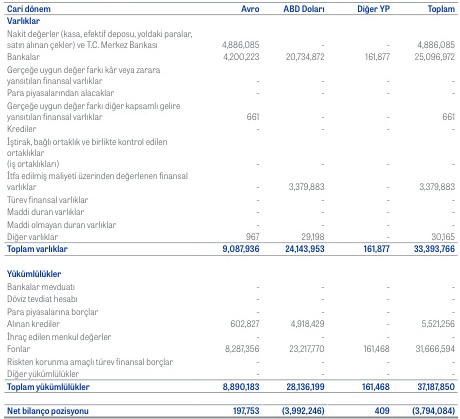 Cari dönem Avro ABD Doları Diğer YP Toplam
Varlıklar
Nakit değerler (kasa, efektif deposu, yoldaki paralar,
satın alınan çekler) ve T.C. Merkez Bankası 4,886,085 - - 4,886,085
Bankalar 4,200,223 20,734,872 161,877 25,096,972
Gerçeğe uygun değer farkı kâr veya zarara
yansıtılan finansal varlıklar - - - -
Para piyasalarından alacaklar - - - -
Gerçeğe uygun değer farkı diğer kapsamlı gelire
yansıtılan finansal varlıklar 661 - - 661
Krediler - - - -
İştirak, bağlı ortaklık ve birlikte kontrol edilen
ortaklıklar
(iş ortaklıkları) - - - -
İtfa edilmiş maliyeti üzerinden değerlenen finansal
varlıklar - 3,379,883 - 3,379,883
Türev finansal varlıklar - - - -
Maddi duran varlıklar - - - -
Maddi olmayan duran varlıklar - - - -
Diğer varlıklar 967 29,198 - 30,165
Toplam varlıklar 9,087,936 24,143,953 161,877 33,393,766
Yükümlülükler
Bankalar mevduatı - - - -
Döviz tevdiat hesabı - - - -
Para piyasalarına borçlar - - - -
Alınan krediler 602,827 4,918,429 - 5,521,256
İhraç edilen menkul değerler - - - -
Fonlar 8,287,356 23,217,770 161,468 31,666,594
Riskten korunma amaçlı türev finansal borçlar - - - -
Diğer yükümlülükler - - - -
Toplam yükümlülükler 8,890,183 28,136,199 161,468 37,187,850
Net bilanço pozisyonu 197,753 (3,992,246) 409 (3,794,084)